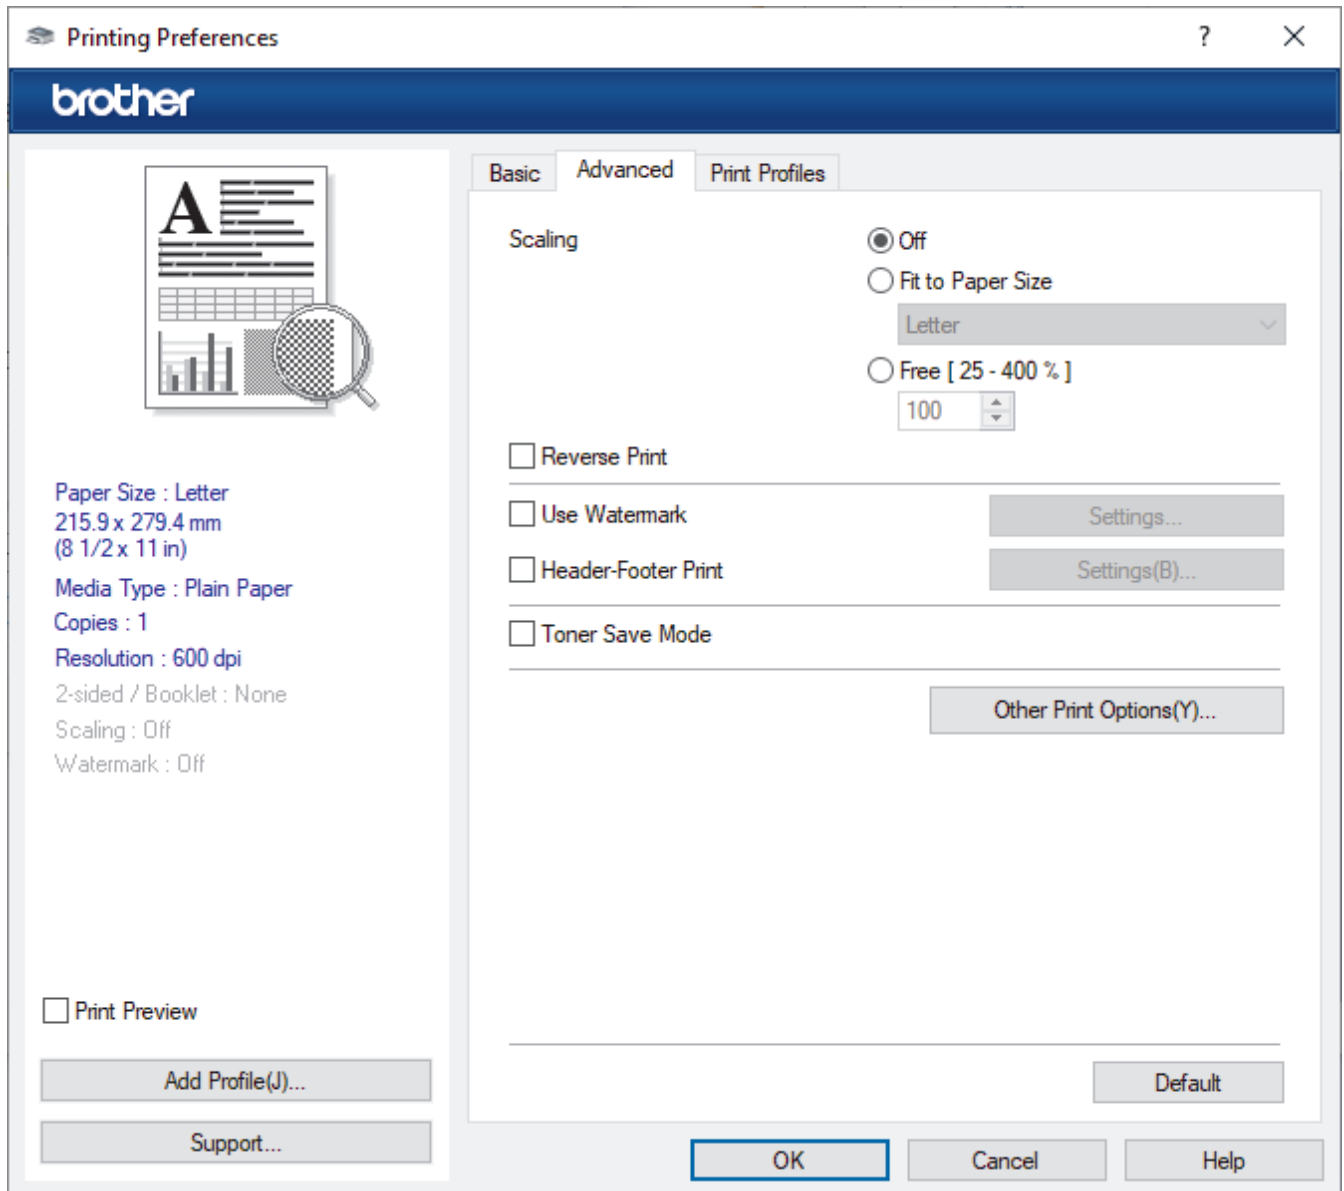 Printing Preferences
?
brother
A
Paper Size : Letter
215.9 x 279.4 mm
(8 1/2 x 11 in)
Media Type : Plain Paper
Copies : 1
Resolution : 600 dpi
2-sided / Booklet : None
Scaling : Off
Watermark : Off
Print Preview
Add Profile(J)...
Support...
Basic
Advanced
Print Profiles
Scaling
Off
Fit to Paper Size
Letter
Free [ 25 - 400 % ]
100
Reverse Print
Use Watermark
Settings...
Header-Footer Print
Settings(B)...
Toner Save Mode
Other Print Options(Y)...
Default
OK
Cancel
Help